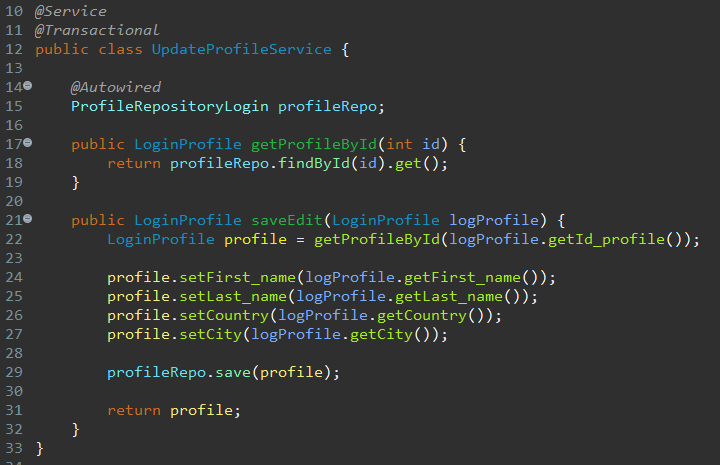 10 @Service
11 @Transactional
12 public class UpdateProfileService {
13
14 @Autowired
15 ProfileRepositoryLogin profileRepo;
16
17 public LoginProfile getProfileById(int id) {
18 return profileRepo.findById(id).get();
19 }
20
21 public LoginProfile saveEdit(LoginProfile logProfile) {
22 LoginProfile profile = getProfileById(logProfile.getId_profile());
23
24 profile.setFirst_name(logProfile.getFirst_name());
25 profile.setLast_name(logProfile.getLast_name());
26 profile.setCountry(logProfile.getCountry());
27 profile.setCity(logProfile.getCity());
28
29 profileRepo.save(profile);
30
31 return profile;
32 }
33 }